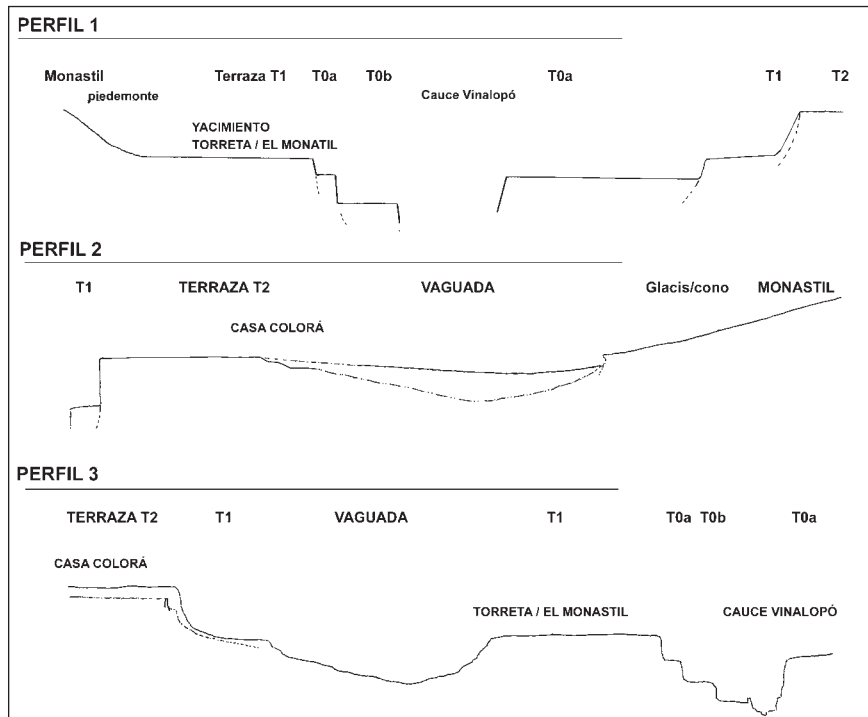 PERFIL 1
Monastil Terraza T1 T0a T0b T0a T1 T2
piedemonte Cauce Vinalopó
YACIMIENTO
TORRETA / EL MONATIL
PERFIL 2
T1 TERRAZA T2 VAGUADA Glacis/cono MONASTIL
CASA COLORÁ
PERFIL 3
TERRAZA T2 T1 VAGUADA T1 T0a T0b T0a
CASA COLORÁ
TORRETA / EL MONASTIL CAUCE VINALOPÓ